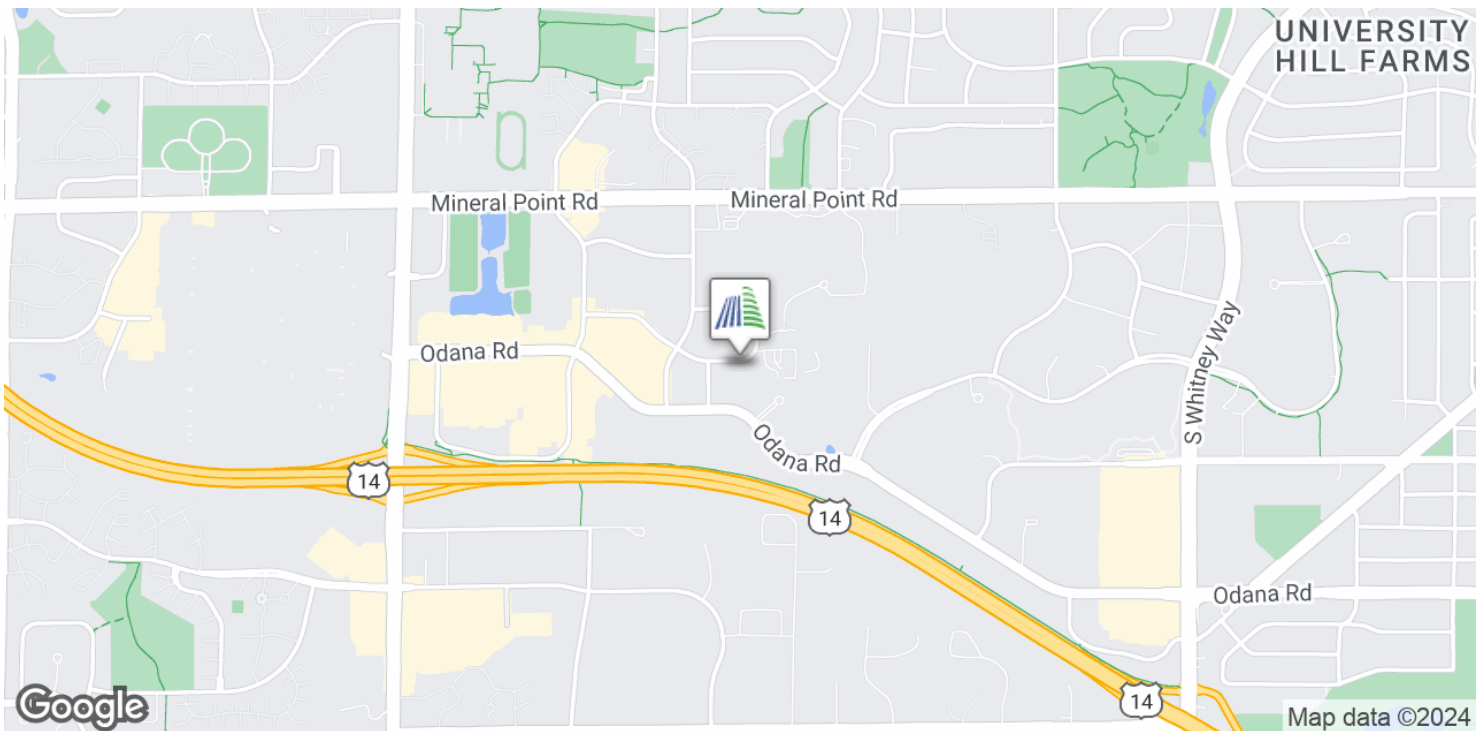 UNIVERSITY
HILL FARMS
Mineral Point Rd
Mineral Point Rd
S Whitney Way
Odana Rd
Odana Rd
14
14
Odana Rd
14
Google
Map data ©2024